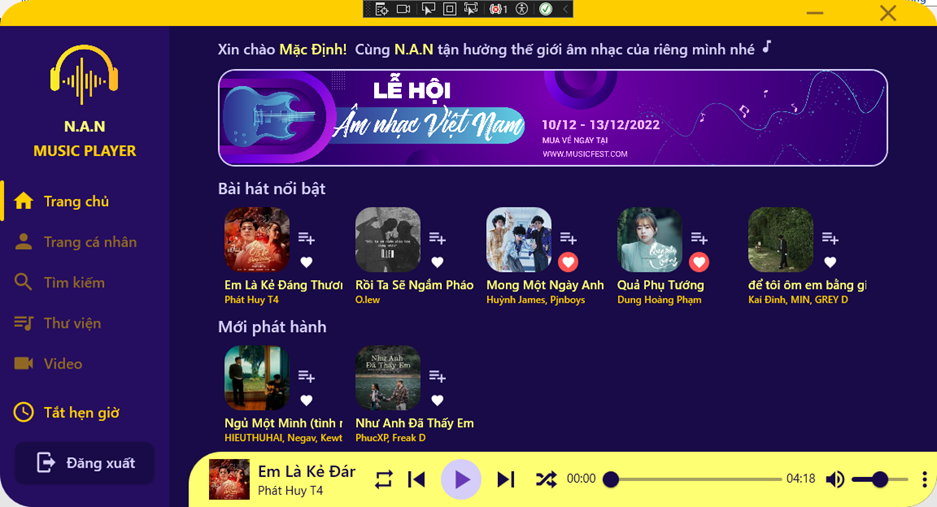 1
Xin chào Mặc Định! Cùng N.A.N tận hưởng thế giới âm nhạc của riêng mình nhé
N.A.N
MUSIC PLAYER
LỄ HỘI
Âm nhạc Việt Nam
10/12 - 13/12/2022
MUA VÉ NGAY TẠI
WWW.MUSICFEST.COM
Trang chủ
Trang cá nhân
Tìm kiếm
Thư viện
Video
Tắt hẹn giờ
Đăng xuất
Bài hát nổi bật
Em Là Kẻ Đáng Thươn
Phát Huy T4
Rồi Ta Sẽ Ngắm Pháo
O.lew
Mong Một Ngày Anh
Huỳnh James, Pjnboys
Quả Phụ Tướng
Dung Hoàng Phạm
để tôi ôm em bằng gi
Kai Đinh, MIN, GREY D
Mới phát hành
NHƯ ANH
ĐÃ THẤY EM
Ngủ Một Mình (tình r
HIEUTHUHAI, Negav, Kewt
Như Anh Đã Thấy Em
PhucXP, Freak D
Em Là Kẻ Đár
Phát Huy T4
00:00
04:18